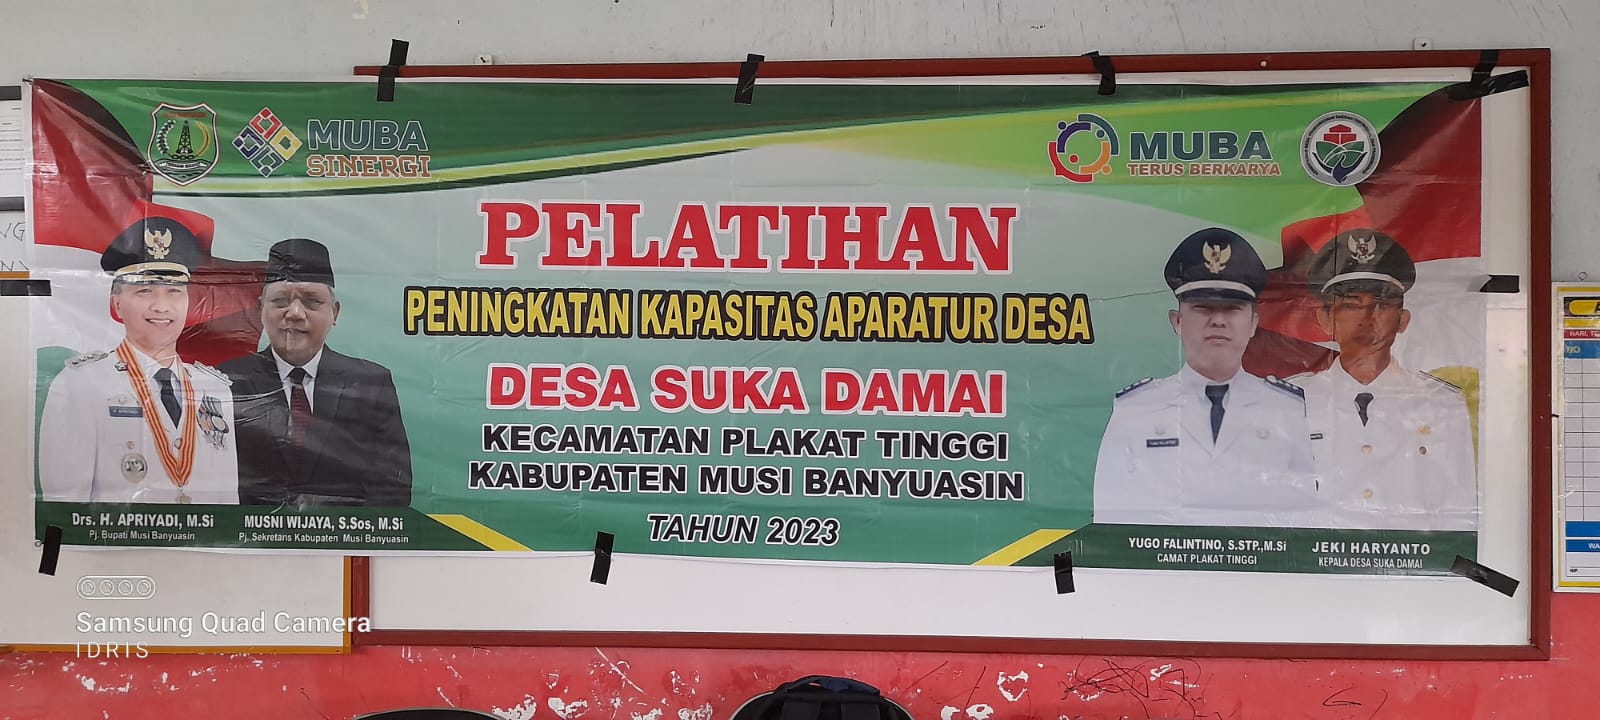 MUBA
SINERGI
MUBA
TERUS BERKARYA
PELATIHAN
PENINGKATAN KAPASITAS APARATUR DESA
DESA SUKA DAMAI
KECAMATAN PLAKAT TINGGI
KABUPATEN MUSI BANYUASIN
TAHUN 2023
Drs. H. APRIYADI, M.Si
Pj. Bupati Musi Banyuasin
MUSNI WIJAYA, S.Sos, M.Si
Pj. Sekretaris Kabupaten Musi Banyuasin
YUGO FALINTINO, S.STP.,M.Si
CAMAT PLAKAT TINGGI
JEKI HARYANTO
KEPALA DESA SUKA DAMAI
Samsung Quad Camera
IDRIS